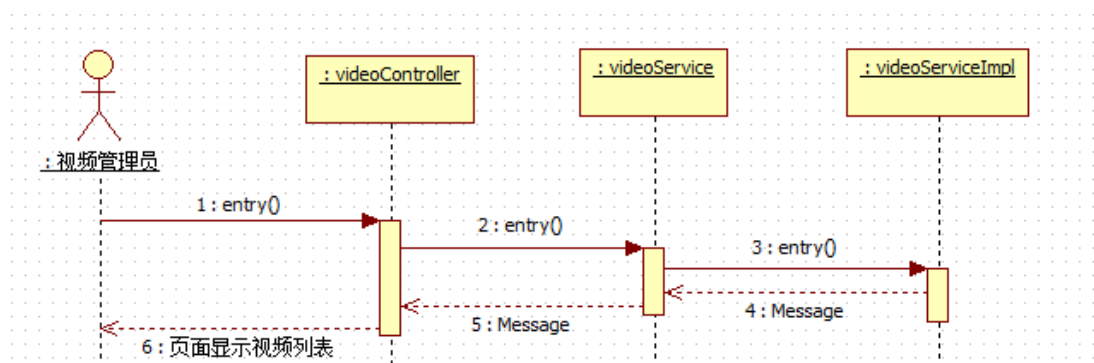 : videoController
: videoService
: videoServiceImpl
: 视频管理员
1 : entry()
2 : entry()
3 : entry()
4 : Message
5 : Message
6 : 页面显示视频列表